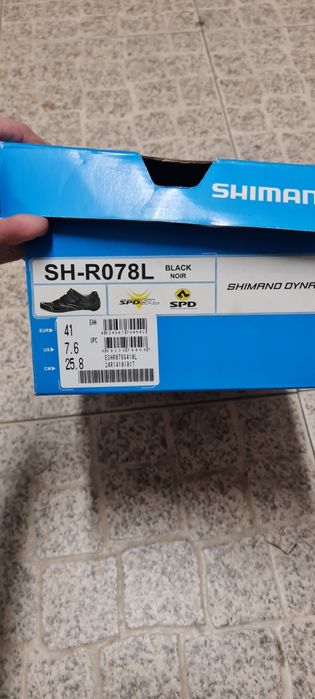 SHIMAN
SH-R078L
BLACK
NOIR
SHIMANO DYNA
SPD
SPD
EUR 41
EAN
US 7.6
UPC
CM 25.8
ESHR078G410L